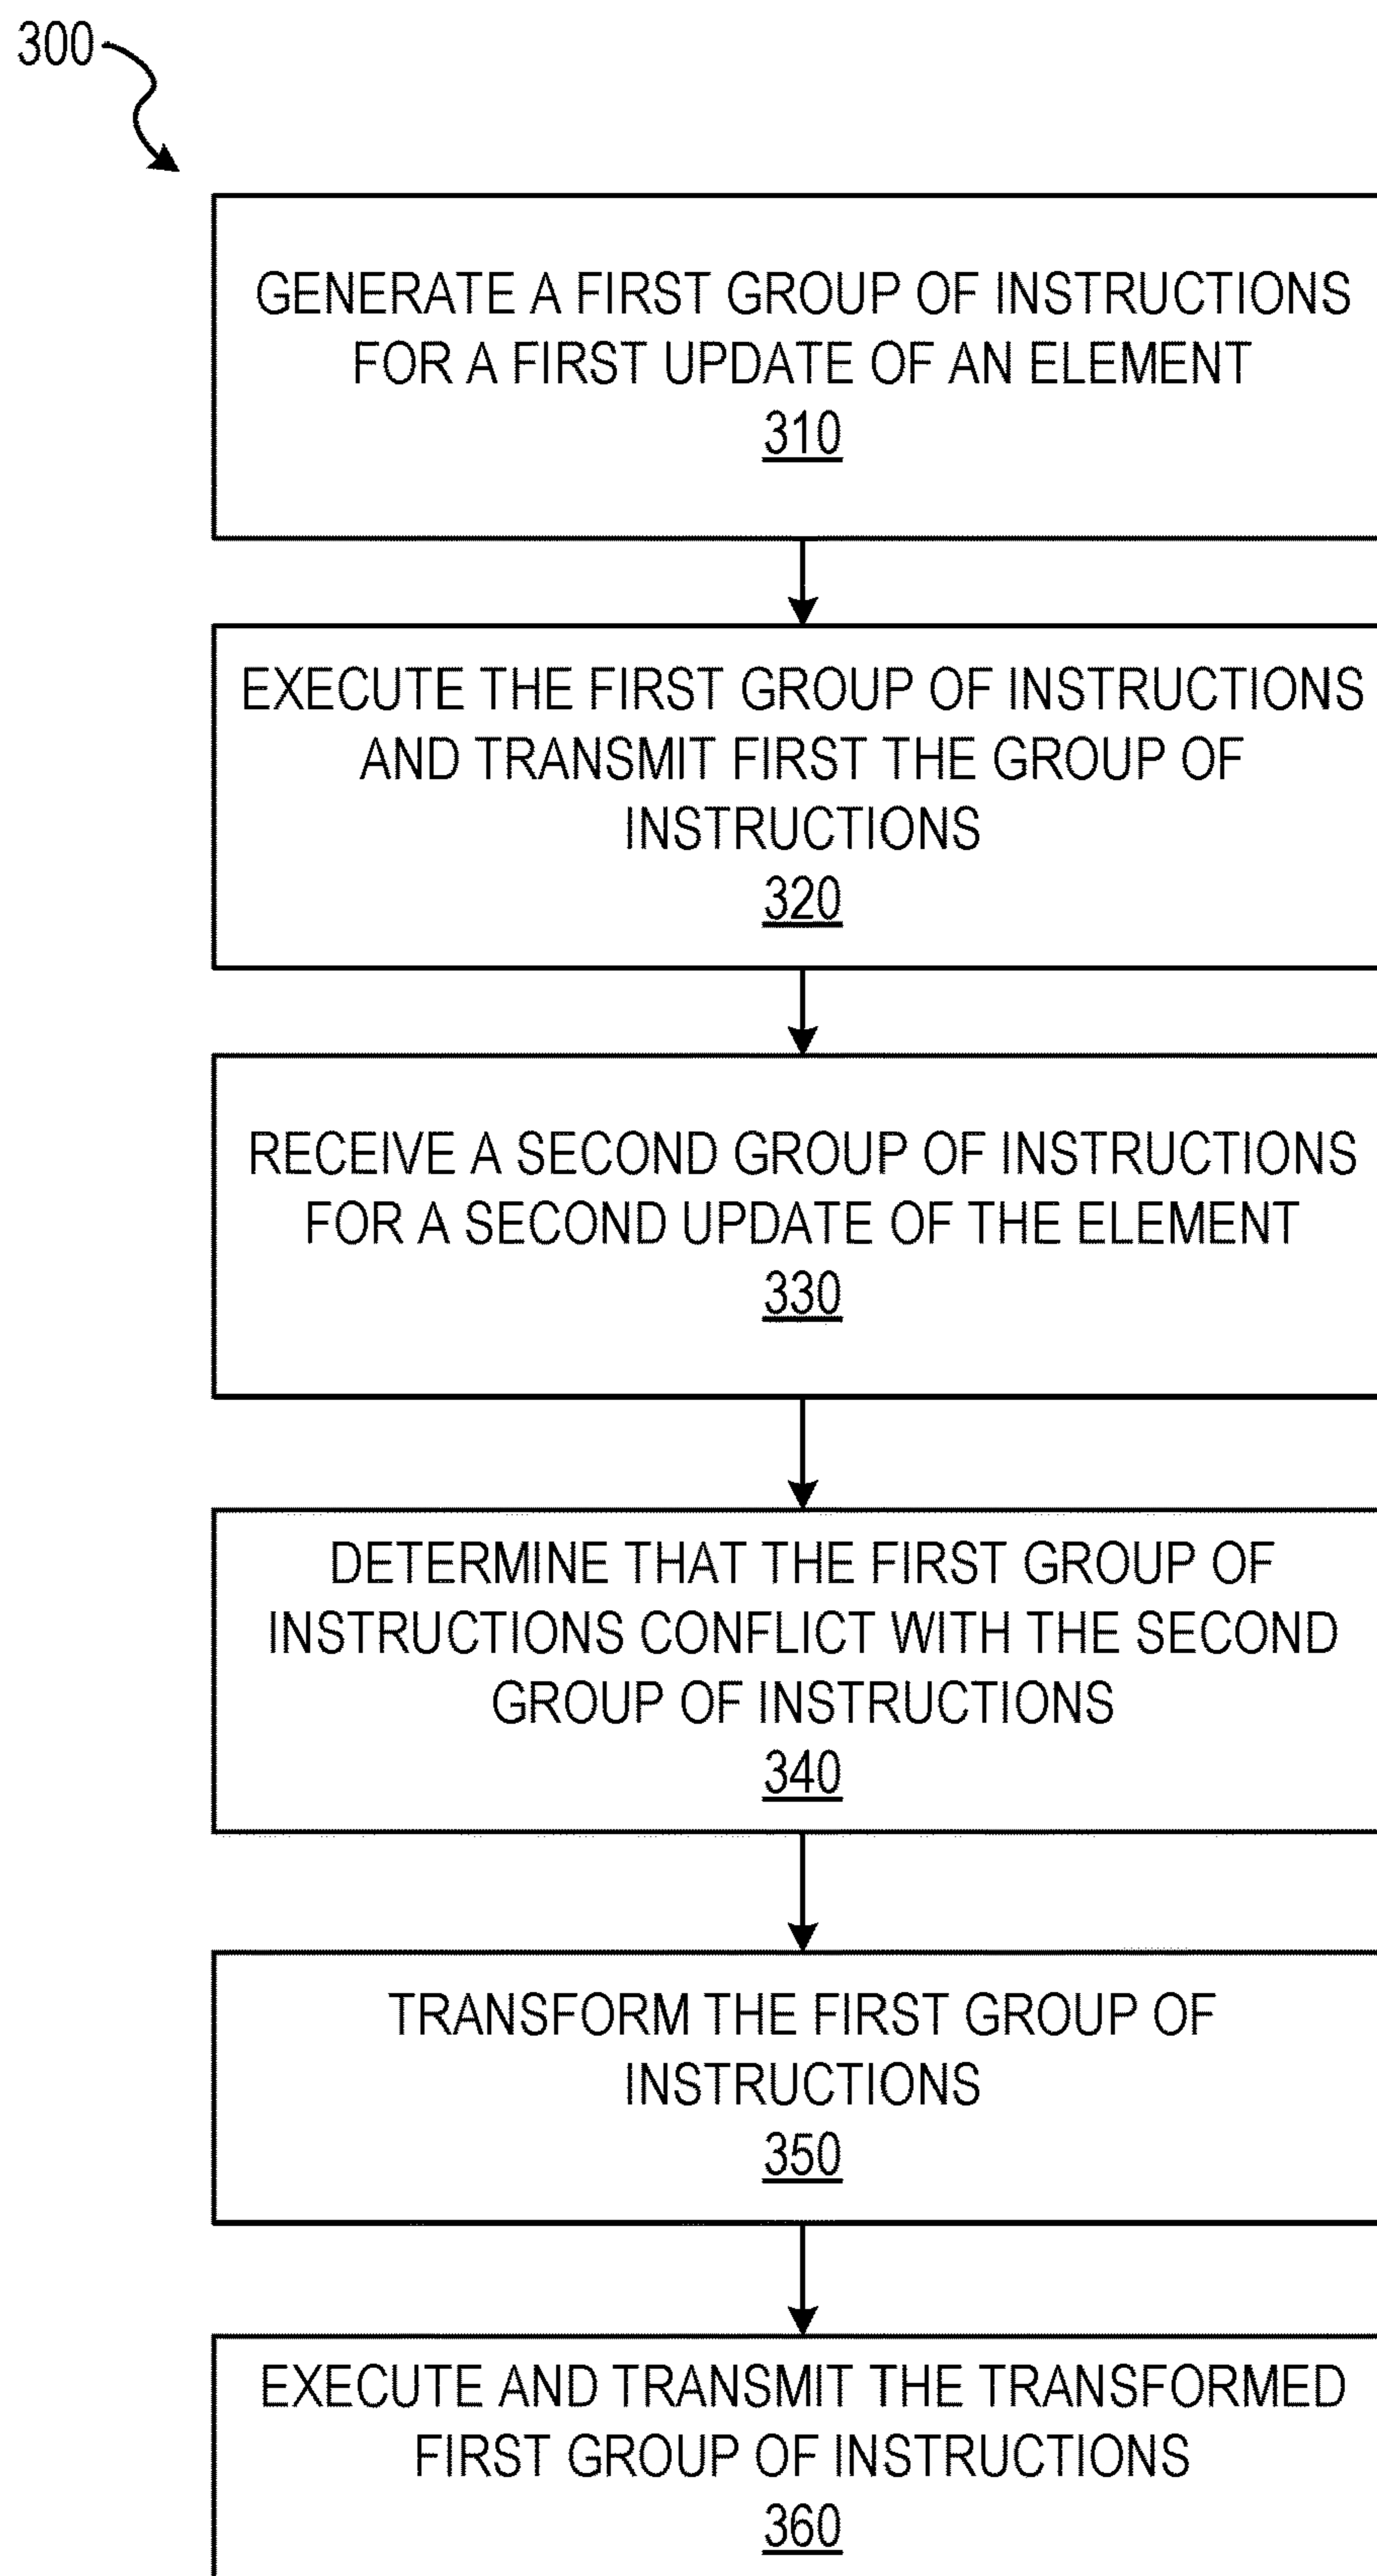 300
GENERATE A FIRST GROUP OF INSTRUCTIONS
FOR A FIRST UPDATE OF AN ELEMENT
310
EXECUTE THE FIRST GROUP OF INSTRUCTIONS
AND TRANSMIT FIRST THE GROUP OF
INSTRUCTIONS
320
RECEIVE A SECOND GROUP OF INSTRUCTIONS
FOR A SECOND UPDATE OF THE ELEMENT
330
DETERMINE THAT THE FIRST GROUP OF
INSTRUCTIONS CONFLICT WITH THE SECOND
GROUP OF INSTRUCTIONS
340
TRANSFORM THE FIRST GROUP OF
INSTRUCTIONS
350
EXECUTE AND TRANSMIT THE TRANSFORMED
FIRST GROUP OF INSTRUCTIONS
360